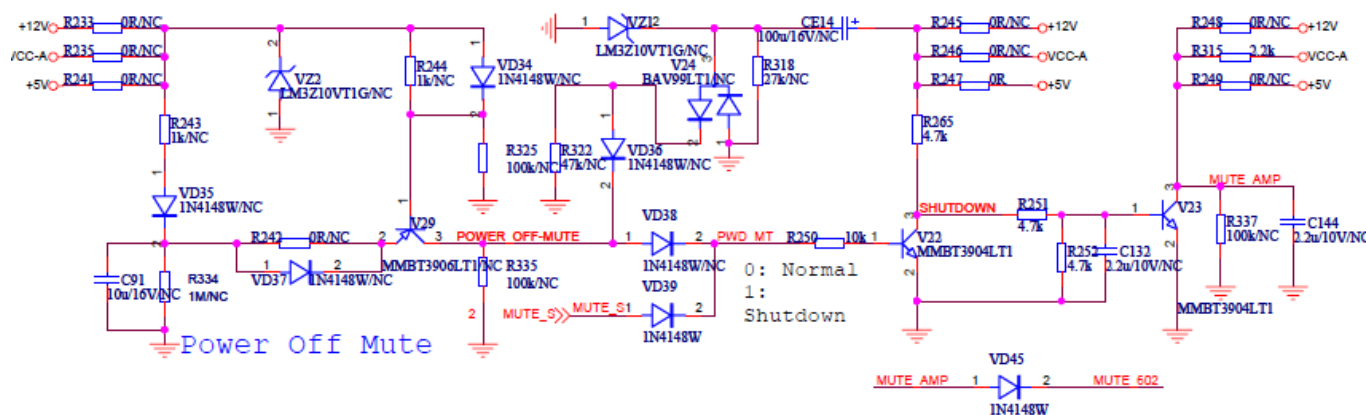 R233 0R/NC
+12V
R235 0R/NC
VCC-A
R241 0R/NC
+5V
R243
1k/NC
VD35
1N4148W/NC
C91
10u/16V/NC
R334
1M/NC
R242 0R/NC
VD37 1N4148W/NC
VZ2
LM3Z10VT1G/NC
R244
1k/NC
VD34
1N4148W/NC
R325
100k/NC
V29
MMBT3906LT1/NC
POWER OFF-MUTE
R335
100k/NC
Power Off Mute
VZ1
LM3Z10VT1G/NC
CE14
100u/16V/NC
V24
BAV99LT1/NC
R318
27k/NC
R322
47k/NC
VD36
1N4148W/NC
VD38
1N4148W/NC
MUTE_S MUTE_S
VD39
1N4148W
PWD_MT
R250 10k
0: Normal
1:
Shutdown
R245 0R/NC
+12V
R246 0R/NC
VCC-A
R247 0R
+5V
R265
4.7k
SHUTDOWN
V22
MMBT3904LT1
R251
4.7k
R252
4.7k
C132
2.2u/10V/NC
R248 0R/NC
+12V
R315 2.2k
VCC-A
R249 0R/NC
+5V
MUTE_AMP
V23
MMBT3904LT1
R337
100k/NC
C144
2.2u/10V/NC
MUTE_AMP 1 VD45 2 MUTE_602
1N4148W